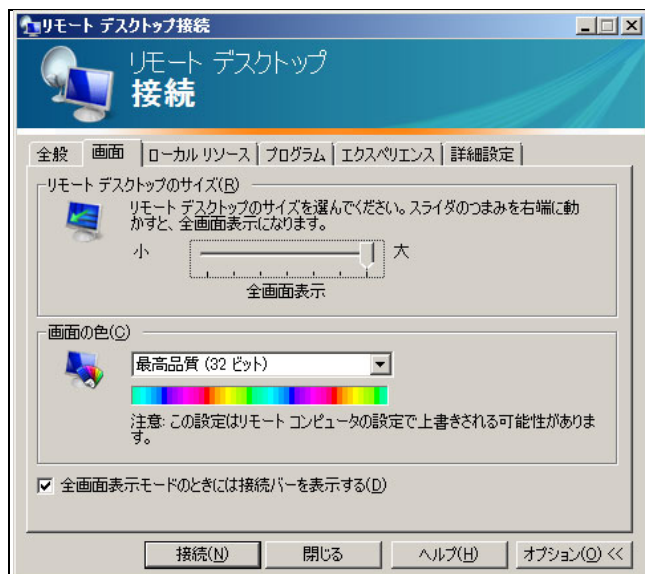 リモート デスクトップ接続
リモート デスクトップ
接続
全般 画面 ローカル リソース プログラム エクスペリエンス 詳細設定
リモート デスクトップのサイズ(R)
リモート デスクトップのサイズを選んでください。スライダのつまみを右端に動
かすと、全画面表示になります。
小 大
全画面表示
画面の色(C)
最高品質 (32 ビット)
注意: この設定はリモート コンピュータの設定で上書きされる可能性がありま
す。
全画面表示モードのときには接続バーを表示する(D)
接続(N) 閉じる ヘルプ(H) オプション(O) <<